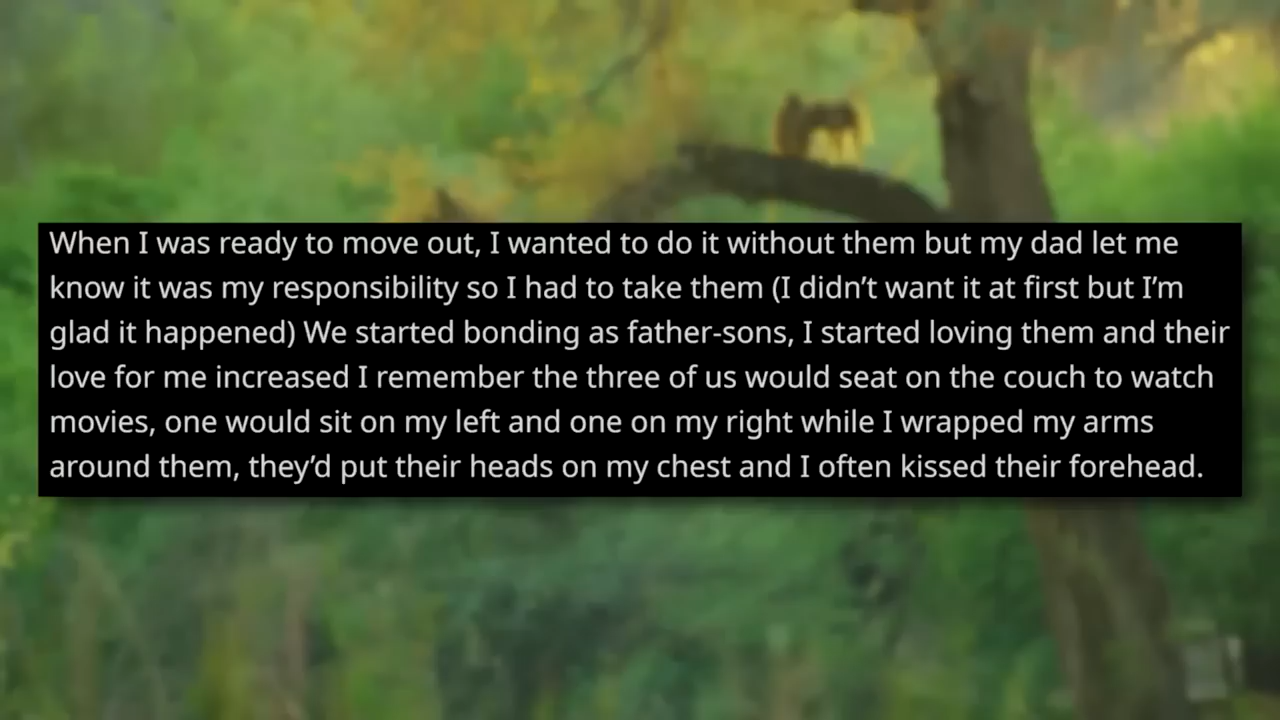 When I was ready to move out, I wanted to do it without them but my dad let me
know it was my responsibility so I had to take them (I didn’t want it at first but I’m
glad it happened) We started bonding as father-sons, I started loving them and their
love for me increased I remember the three of us would seat on the couch to watch
movies, one would sit on my left and one on my right while I wrapped my arms
around them, they’d put their heads on my chest and I often kissed their forehead.